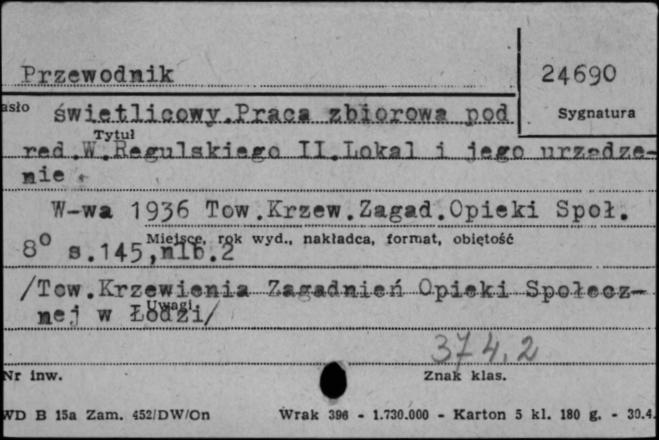 Przewodnik
24690
asło
świetlicowy.Praca zbiorowa pod
Sygnatura
Tytuł
red.W.Regulskiego II.Lokal i jego urządze-
nie.
W-wa 1936 Tow.Krzew.Zagad.Opieki Społ.
Miejsce, rok wyd., nakładca, format, objętość
8° s.145,nlb.2
/Tow.Krzewienia Zagadnień Opieki Społecz-
Uwagi
nej w Łodzi/
374.2
Nr inw.
Znak klas.
WD B 15a Zam. 452/DW/On
Wrak 396 - 1.730.000 - Karton 5 kl. 180 g. - 30.4.